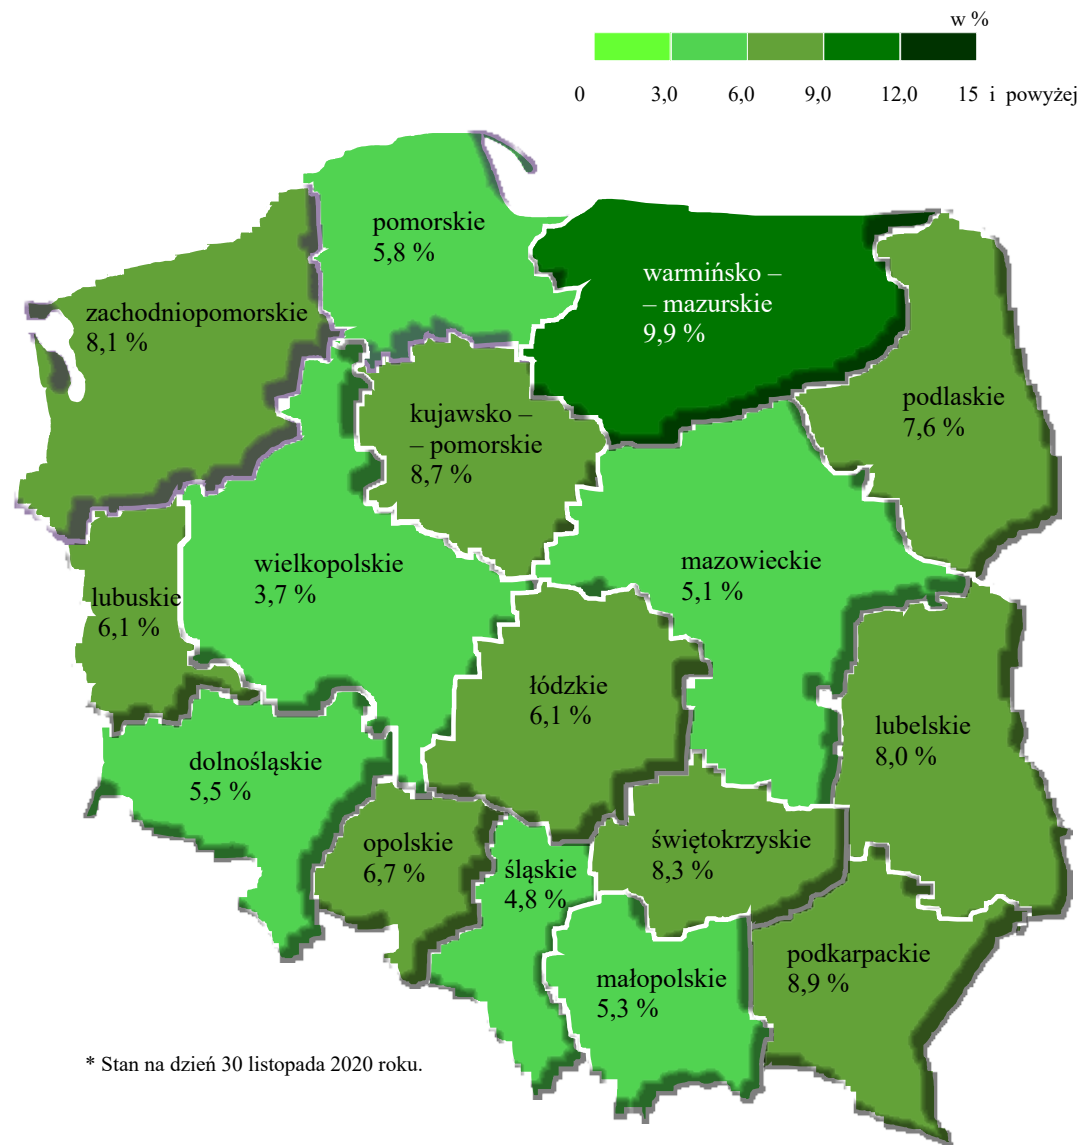 w %
0 3,0 6,0 9,0 12,0 15 i powyżej
pomorskie
5,8 %
warmińsko –
– mazurskie
9,9 %
zachodniopomorskie
8,1 %
podlaskie
7,6 %
kujawsko –
– pomorskie
8,7 %
wielkopolskie
3,7 %
mazowieckie
5,1 %
lubuskie
6,1 %
łódzkie
6,1 %
lubelskie
8,0 %
dolnośląskie
5,5 %
opolskie
6,7 %
śląskie
4,8 %
świętokrzyskie
8,3 %
małopolskie
5,3 %
podkarpackie
8,9 %
* Stan na dzień 30 listopada 2020 roku.